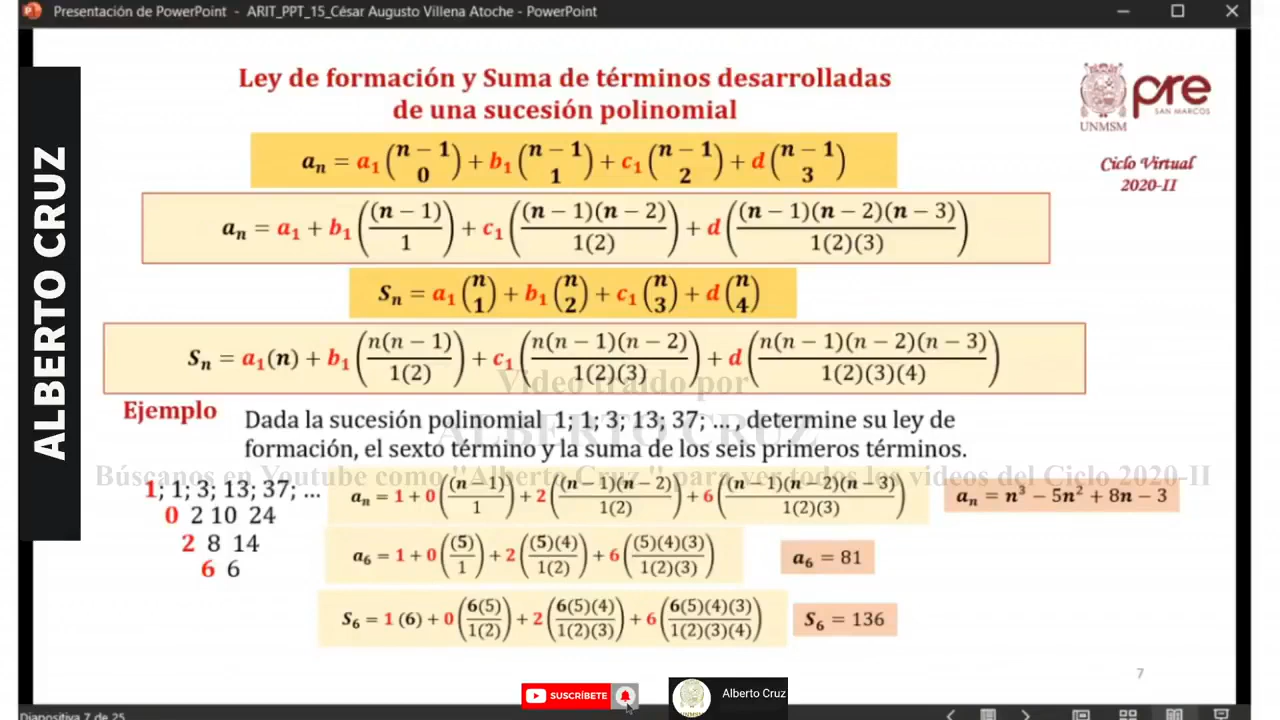 Presentación de PowerPoint - ARIT_PPT_15_César Augusto Villena Atoche - PowerPoint
ALBERTO CRUZ
Ley de formación y Suma de términos desarrolladas
de una sucesión polinomial
UNMSM
pre
SAN MARCOS
Ciclo Virtual
2020-II
aₙ = a₁(n − 1 0) + b₁(n − 1 1) + c₁(n − 1 2) + d(n − 1 3)
aₙ = a₁ + b₁((n − 1)/1) + c₁((n − 1)(n − 2)/1(2)) + d((n − 1)(n − 2)(n − 3)/1(2)(3))
Sₙ = a₁(n 1) + b₁(n 2) + c₁(n 3) + d(n 4)
Sₙ = a₁(n) + b₁(n(n − 1)/1(2)) + c₁(n(n − 1)(n − 2)/1(2)(3)) + d(n(n − 1)(n − 2)(n − 3)/1(2)(3)(4))
Video traído por
ALBERTO CRUZ
Búscanos en Youtube como "Alberto Cruz " para ver todos los videos del Ciclo 2020-II
Ejemplo
Dada la sucesión polinomial 1; 1; 3; 13; 37; … , determine su ley de
formación, el sexto término y la suma de los seis primeros términos.
1; 1; 3; 13; 37; …
0 2 10 24
2 8 14
6 6
aₙ = 1 + 0((n−1)/1) + 2((n−1)(n−2)/1(2)) + 6((n−1)(n−2)(n−3)/1(2)(3))
aₙ = n³ − 5n² + 8n − 3
a₆ = 1 + 0((5)/1) + 2((5)(4)/1(2)) + 6((5)(4)(3)/1(2)(3))
a₆ = 81
S₆ = 1 (6) + 0(6(5)/1(2)) + 2(6(5)(4)/1(2)(3)) + 6(6(5)(4)(3)/1(2)(3)(4))
S₆ = 136
7
SUSCRÍBETE
UNMSM
Alberto Cruz
Diapositiva 7 de 25